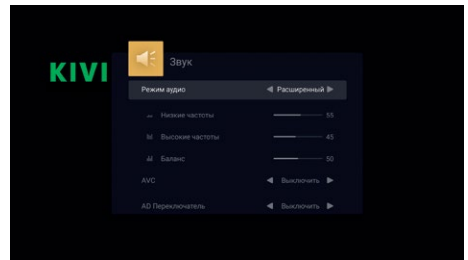 KIVI
Звук
Режим аудио ◀ Расширенный ▶
Низкие частоты 55
Высокие частоты 45
Баланс 50
AVC ◀ Выключить ▶
AD Переключатель ◀ Выключить ▶